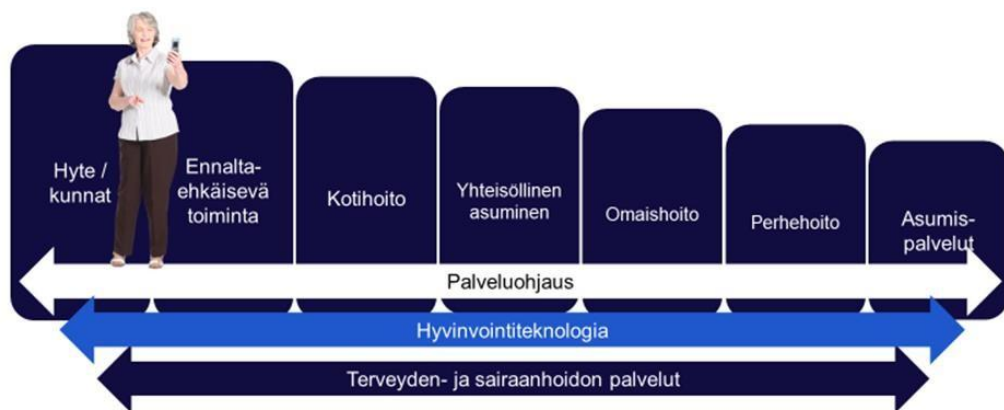 Hyte /
kunnat
Ennalta-
ehkäisevä
toiminta
Kotihoito
Yhteisöllinen
asuminen
Omaishoito
Perhehoito
Asumis-
palvelut
Palveluohjaus
Hyvinvointiteknologia
Terveyden- ja sairaanhoidon palvelut